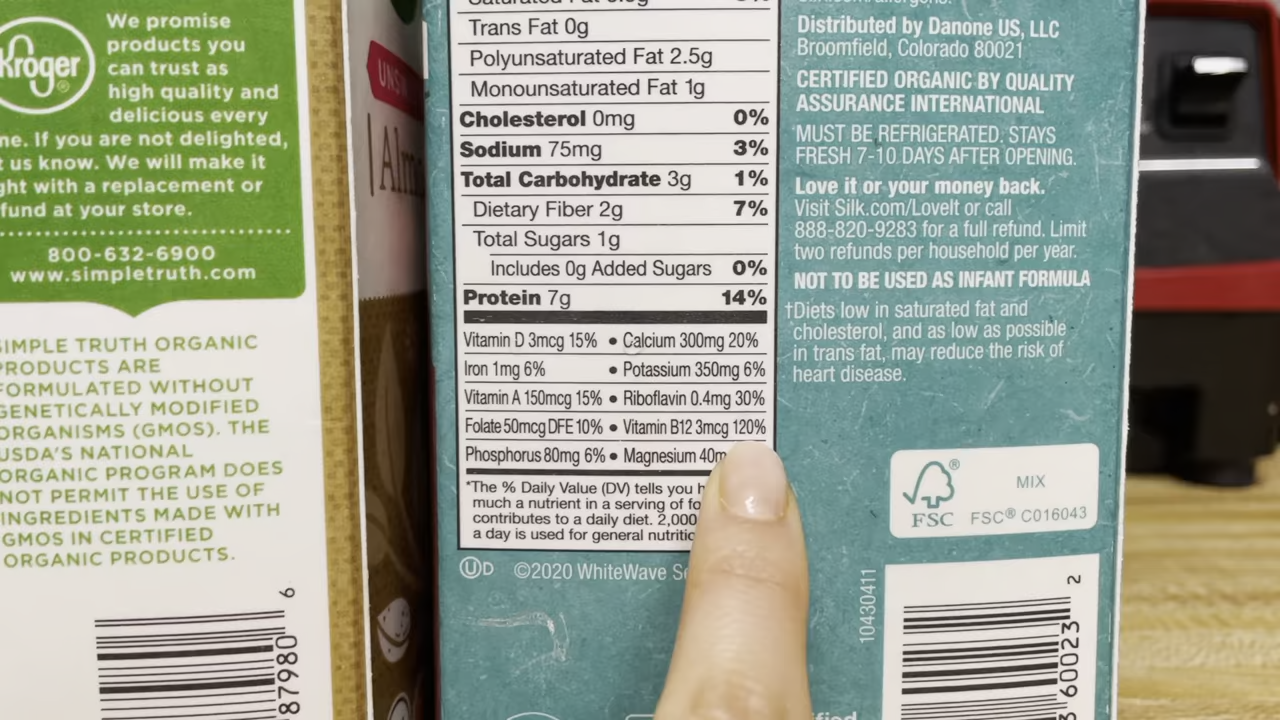 Kroger
®
We promise
products you
can trust as
high quality and
delicious every
If you are not delighted,
us know. We will make it
with a replacement or
at your store.
800-632-6900
www.simpletruth.com
SIMPLE TRUTH ORGANIC
PRODUCTS ARE
FORMULATED WITHOUT
GENETICALLY MODIFIED
ORGANISMS (GMOS). THE
USDA'S NATIONAL
ORGANIC PROGRAM DOES
NOT PERMIT THE USE OF
INGREDIENTS MADE WITH
GMOS IN CERTIFIED
ORGANIC PRODUCTS.
87980 6
Saturated Fat
Trans Fat 0g
Polyunsaturated Fat 2.5g
Monounsaturated Fat 1g
Cholesterol 0mg 0%
Sodium 75mg 3%
Total Carbohydrate 3g 1%
Dietary Fiber 2g 7%
Total Sugars 1g
Includes 0g Added Sugars 0%
Protein 7g 14%
Vitamin D 3mcg 15% • Calcium 300mg 20%
Iron 1mg 6% • Potassium 350mg 6%
Vitamin A 150mcg 15% • Riboflavin 0.4mg 30%
Folate 50mcg DFE 10% • Vitamin B12 3mcg 120%
Phosphorus 80mg 6% • Magnesium 40m
*The % Daily Value (DV) tells you
much a nutrient in a serving of
contributes to a daily diet. 2,000
a day is used for general
UD ©2020 WhiteWave
Distributed by Danone US, LLC
Broomfield, Colorado 80021
CERTIFIED ORGANIC BY QUALITY
ASSURANCE INTERNATIONAL
MUST BE REFRIGERATED. STAYS
FRESH 7-10 DAYS AFTER OPENING.
Love it or your money back.
Visit Silk.com/LoveIt or call
888-820-9283 for a full refund. Limit
two refunds per household per year.
NOT TO BE USED AS INFANT FORMULA
†Diets low in saturated fat and
cholesterol, and as low as possible
in trans fat, may reduce the risk of
heart disease.
® MIX
FSC FSC® C016043
10430411
360023 2